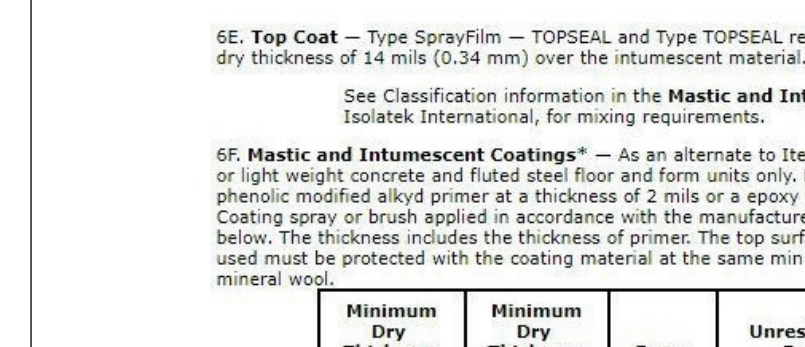 6E. Top Coat — Type SprayFilm — TOPSEAL and Type TOPSEAL re
dry thickness of 14 mils (0.34 mm) over the intumescent material.
See Classification information in the Mastic and Int
Isolatek International, for mixing requirements.
6F. Mastic and Intumescent Coatings* — As an alternate to Ite
or light weight concrete and fluted steel floor and form units only.
phenolic modified alkyd primer at a thickness of 2 mils or a epoxy
Coating spray or brush applied in accordance with the manufacture
below. The thickness includes the thickness of primer. The top surf
used must be protected with the coating material at the same min
mineral wool.
Minimum Minimum
Dry Dry Unres